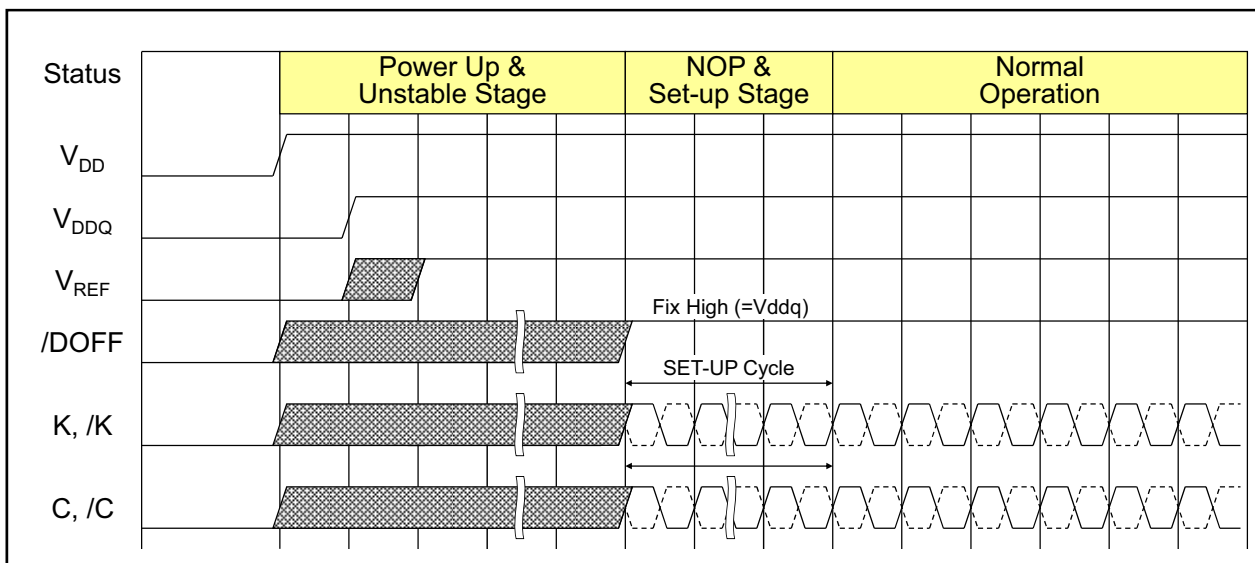 Status
Power Up &
Unstable Stage
NOP &
Set-up Stage
Normal
Operation
VDD
VDDQ
VREF
/DOFF
Fix High (=Vddq)
SET-UP Cycle
K, /K
C, /C